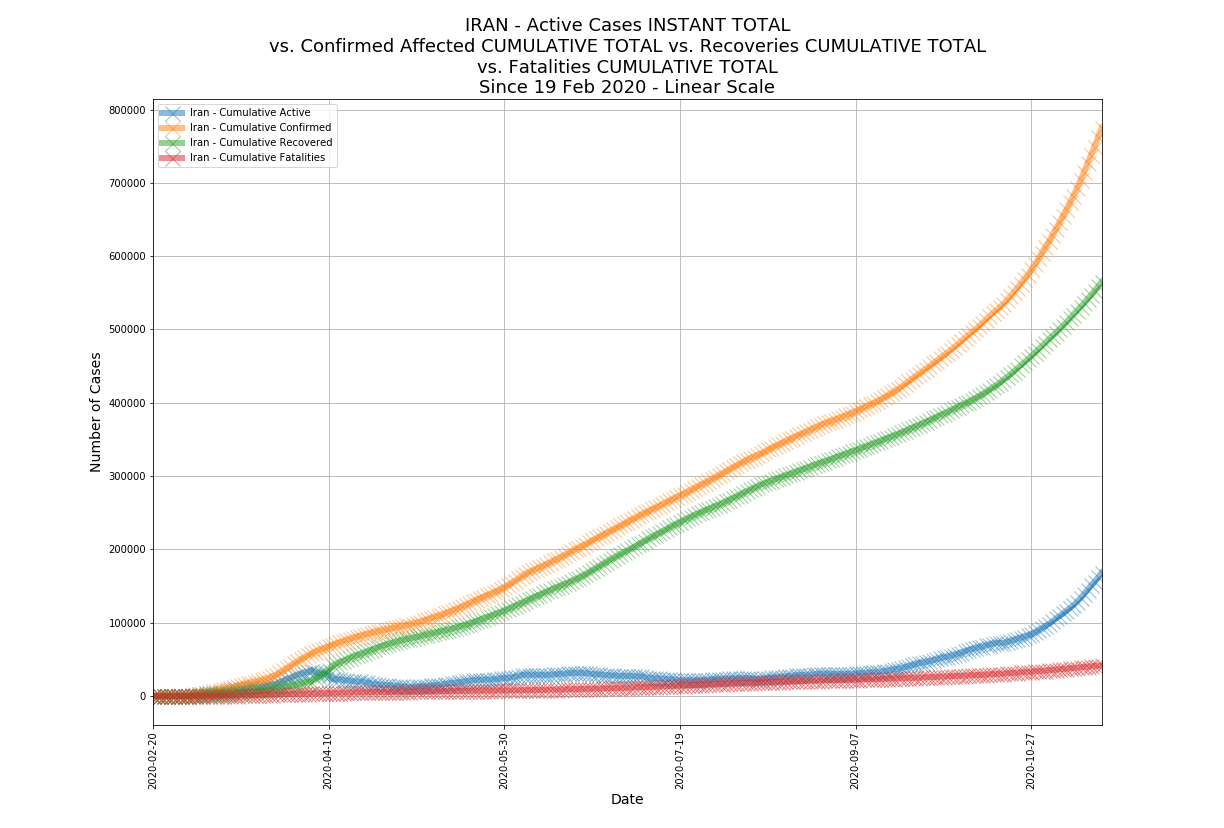 IRAN - Active Cases INSTANT TOTAL
vs. Confirmed Affected CUMULATIVE TOTAL vs. Recoveries CUMULATIVE TOTAL
vs. Fatalities CUMULATIVE TOTAL
Since 19 Feb 2020 - Linear Scale
Iran - Cumulative Active
Iran - Cumulative Confirmed
Iran - Cumulative Recovered
Iran - Cumulative Fatalities
800000
700000
600000
500000
400000
300000
200000
100000
0
Number of Cases
2020-02-20
2020-04-10
2020-05-30
2020-07-19
2020-09-07
2020-10-27
Date